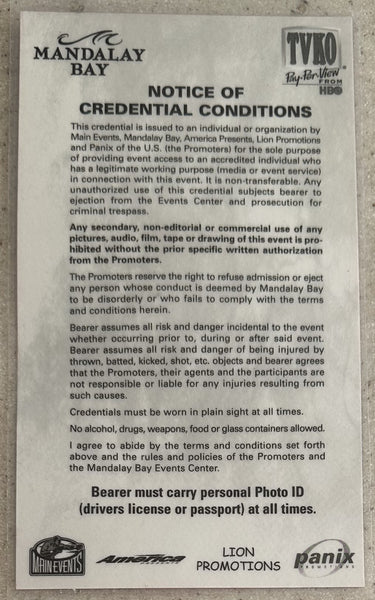 MANDALAY
BAY
TVKO
Pay-Per-View
FROM
HBO
NOTICE OF
CREDENTIAL CONDITIONS
This credential is issued to an individual or organization by
Main Events, Mandalay Bay, America Presents, Lion Promotions
and Panix of the U.S. (the Promoters) for the sole purpose
of providing event access to an accredited individual who
has a legitimate working purpose (media or event service)
in connection with this event. It is non-transferable. Any
unauthorized use of this credential subjects bearer to
ejection from the Events Center and prosecution for
criminal trespass.
Any secondary, non-editorial or commercial use of any
pictures, audio, film, tape or drawing of this event is pro-
hibited without the prior specific written authorization
from the Promoters.
The Promoters reserve the right to refuse admission or eject
any person whose conduct is deemed by Mandalay Bay
to be disorderly or who fails to comply with the terms
and conditions herein.
Bearer assumes all risk and danger incidental to the event
whether occurring prior to, during or after said event.
Bearer assumes all risk and danger of being injured by
thrown, batted, kicked, shot, etc. objects and bearer agrees
that the Promoters, their agents and the participants are
not responsible or liable for any injuries resulting from
such causes.
Credentials must be worn in plain sight at all times.
No alcohol, drugs, weapons, food or glass containers allowed.
I agree to abide by the terms and conditions set forth
above and the rules and policies of the Promoters and
the Mandalay Bay Events Center.
Bearer must carry personal Photo ID
(drivers license or passport) at all times.
MAIN EVENTS
America
LION
PROMOTIONS
panix
PROMOTIONS